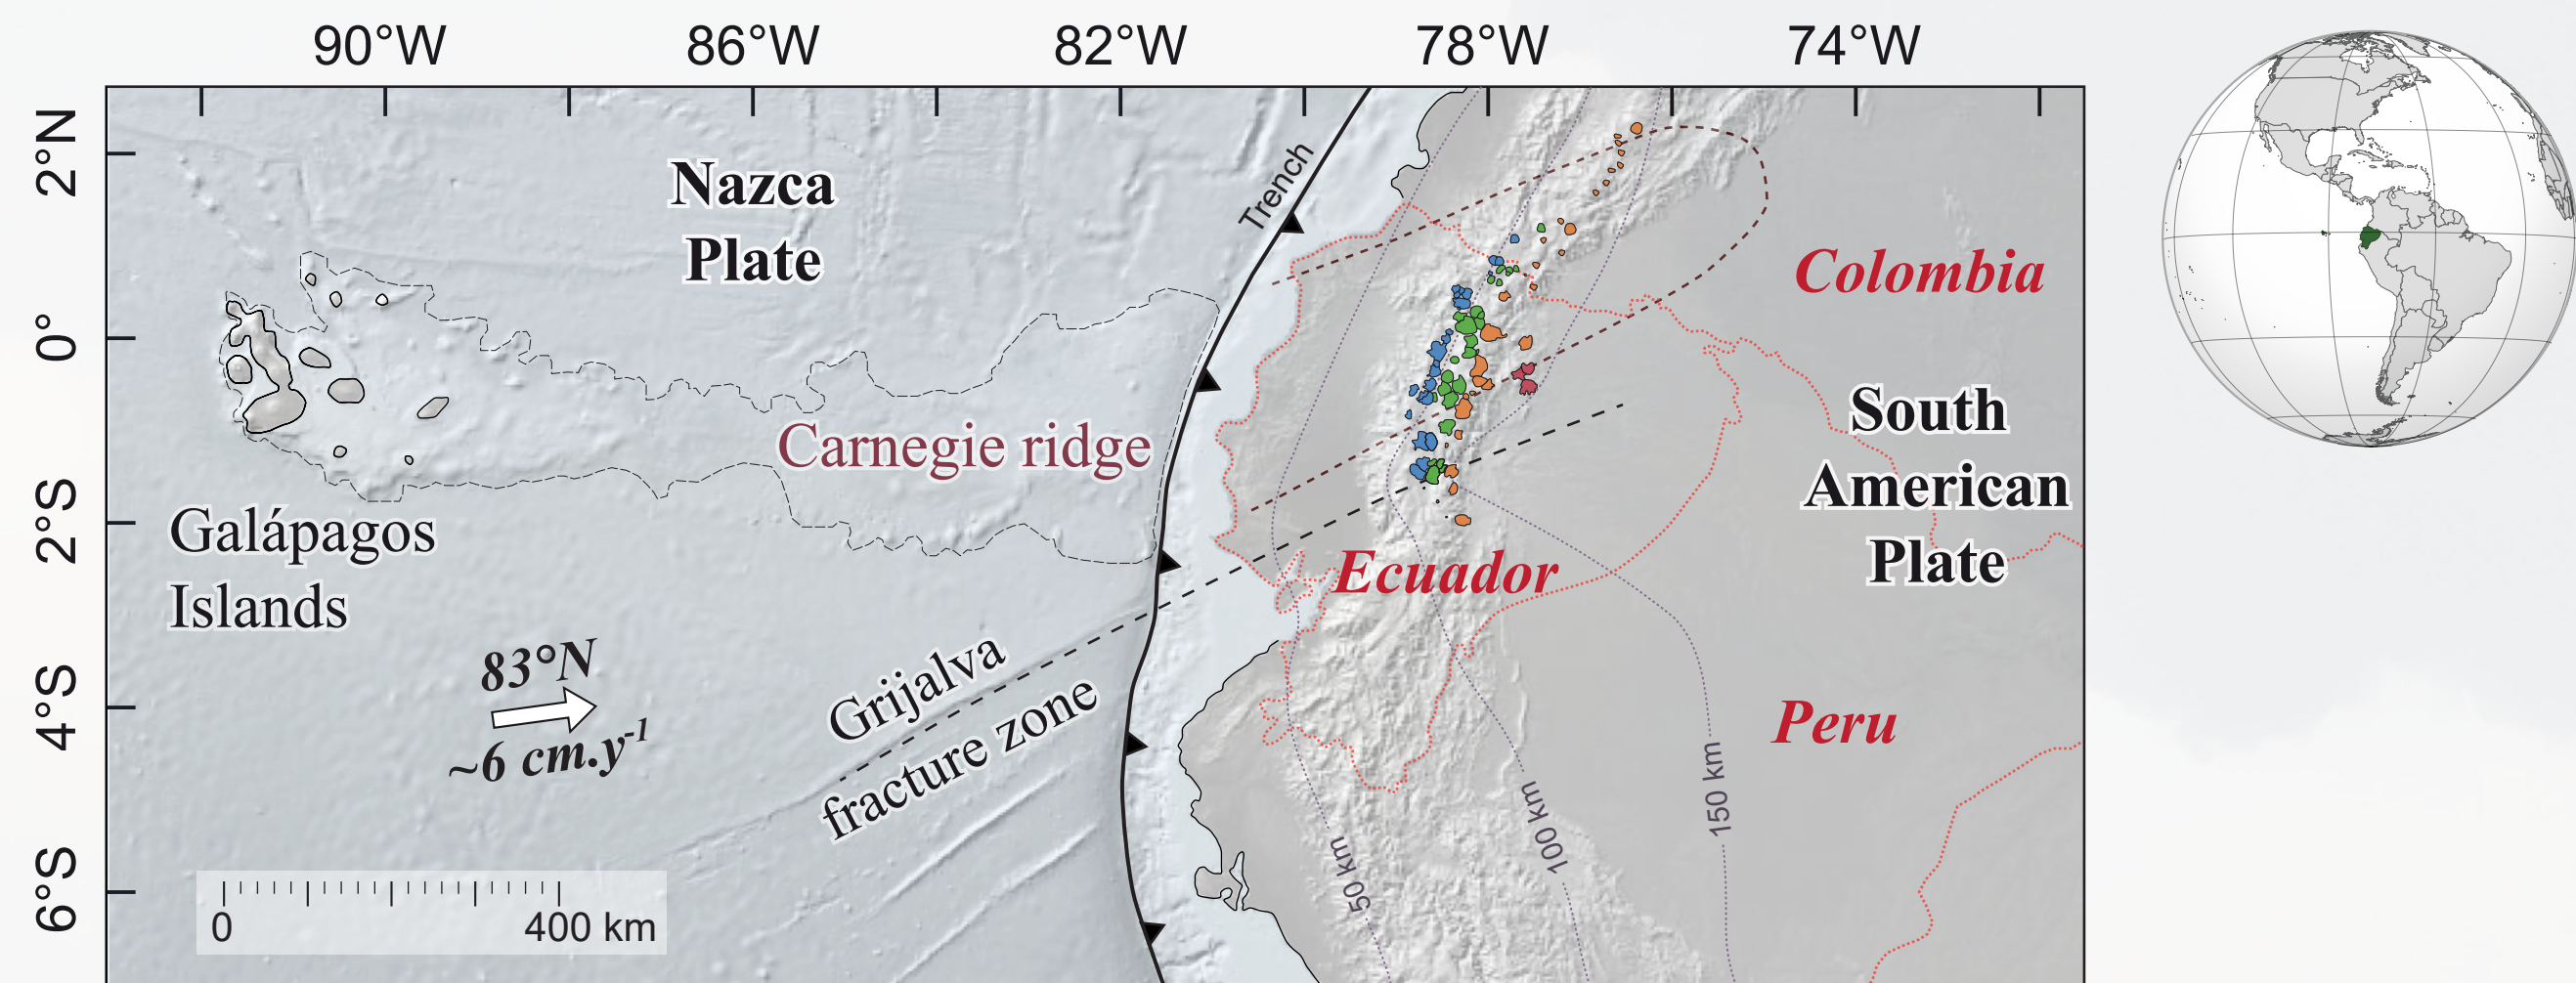 90°W
86°W
82°W
78°W
74°W
2°N
0°
2°S
4°S
6°S
Nazca
Plate
Trench
Colombia
South
American
Plate
Carnegie ridge
Galápagos
Islands
Ecuador
83°N
~6 cm.y-1
Grijalva
fracture zone
Peru
50 km
100 km
150 km
0
400 km